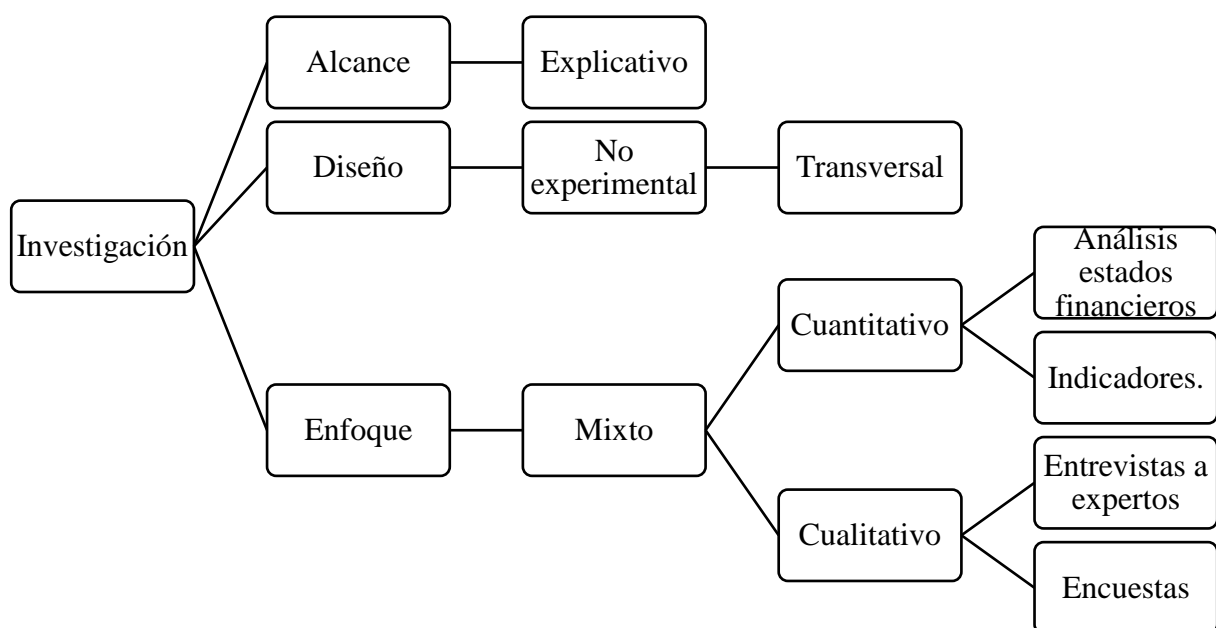 Alcance
Explicativo
Diseño
No
experimental
Transversal
Investigación
Análisis
estados
financieros
Cuantitativo
Indicadores.
Enfoque
Mixto
Entrevistas a
expertos
Cualitativo
Encuestas